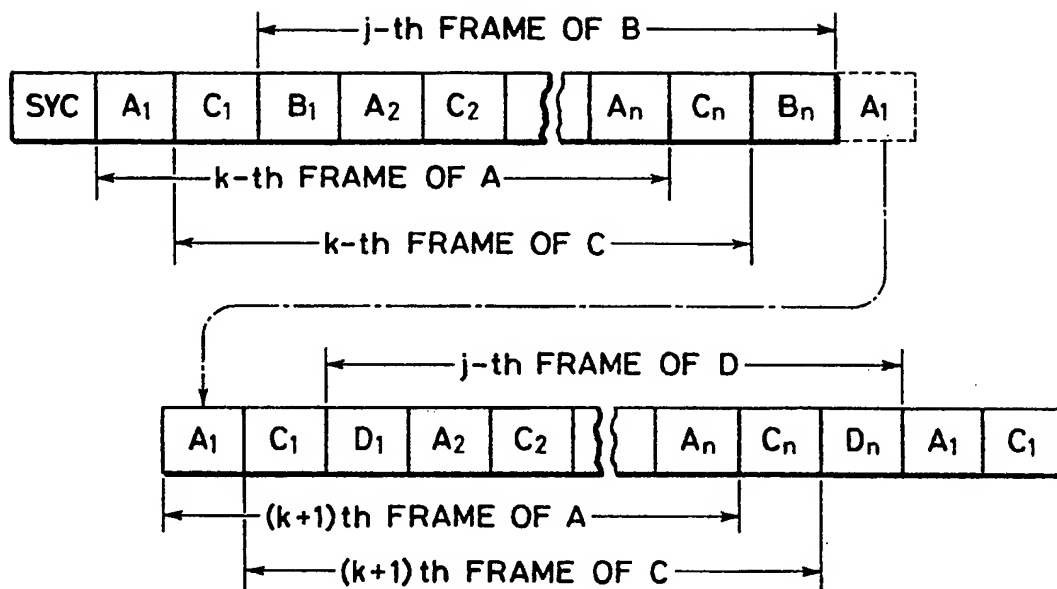 j-th FRAME OF B
SYC A₁ C₁ B₁ A₂ C₂ Aₙ Cₙ Bₙ A₁
k-th FRAME OF A
k-th FRAME OF C
j-th FRAME OF D
A₁ C₁ D₁ A₂ C₂ Aₙ Cₙ Dₙ A₁ C₁
(k+1)th FRAME OF A
(k+1)th FRAME OF C